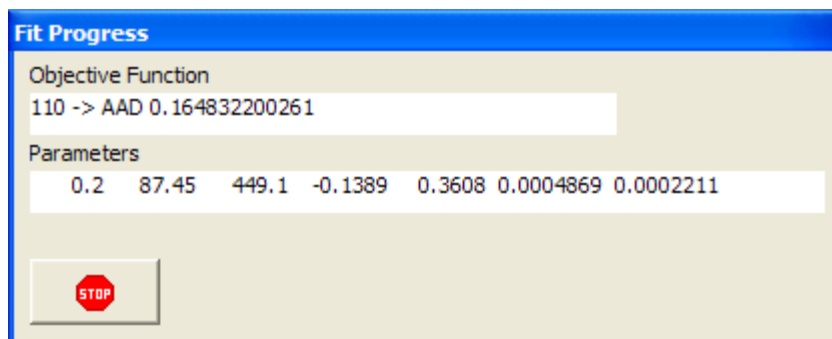 Fit Progress
Objective Function
110 -> AAD 0.164832200261
Parameters
0.2 87.45 449.1 -0.1389 0.3608 0.0004869 0.0002211
STOP